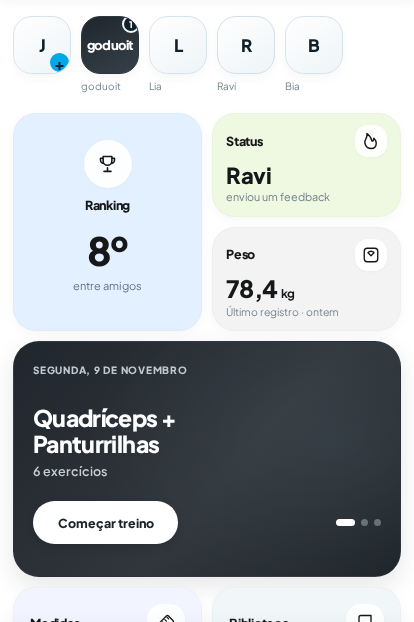 J
+
goduoit
1
L
R
B
goduoit
Lia
Ravi
Bia
Ranking
8º
entre amigos
Status
Ravi
enviou um feedback
Peso
78,4 kg
Último registro · ontem
SEGUNDA, 9 DE NOVEMBRO
Quadríceps +
Panturrilhas
6 exercícios
Começar treino